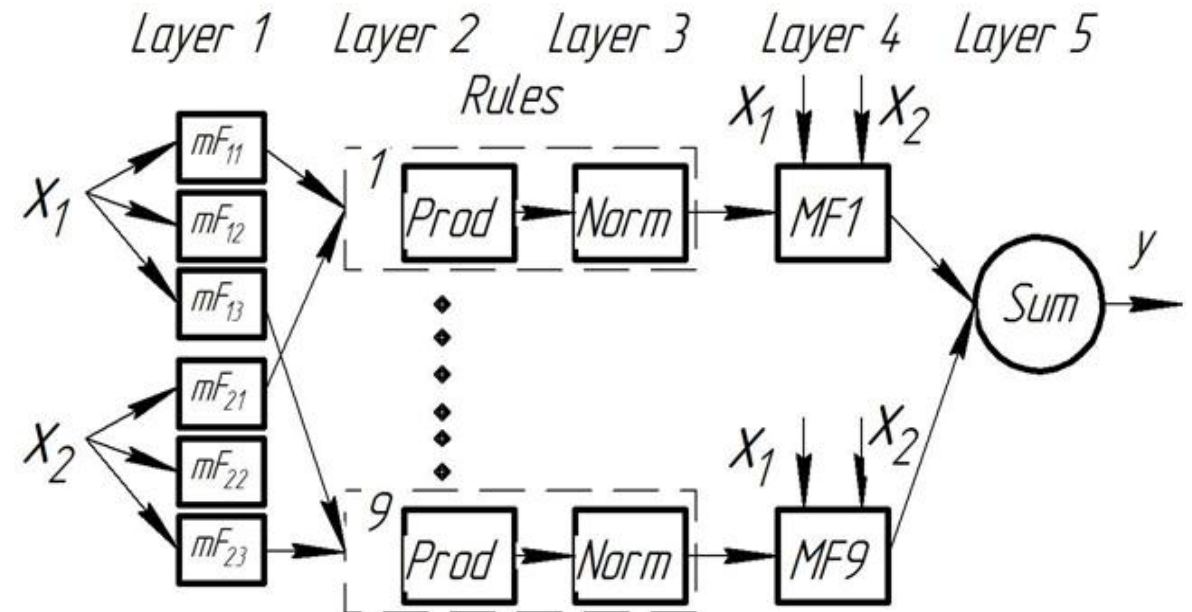 Layer 1 Layer 2 Layer 3 Layer 4 Layer 5
Rules
X₁ X₂
mF₁₁
1
X₁
mF₁₂
Prod Norm MF1
y
mF₁₃
Sum
mF₂₁
X₂
mF₂₂
X₁ X₂
9
mF₂₃
Prod Norm MF9